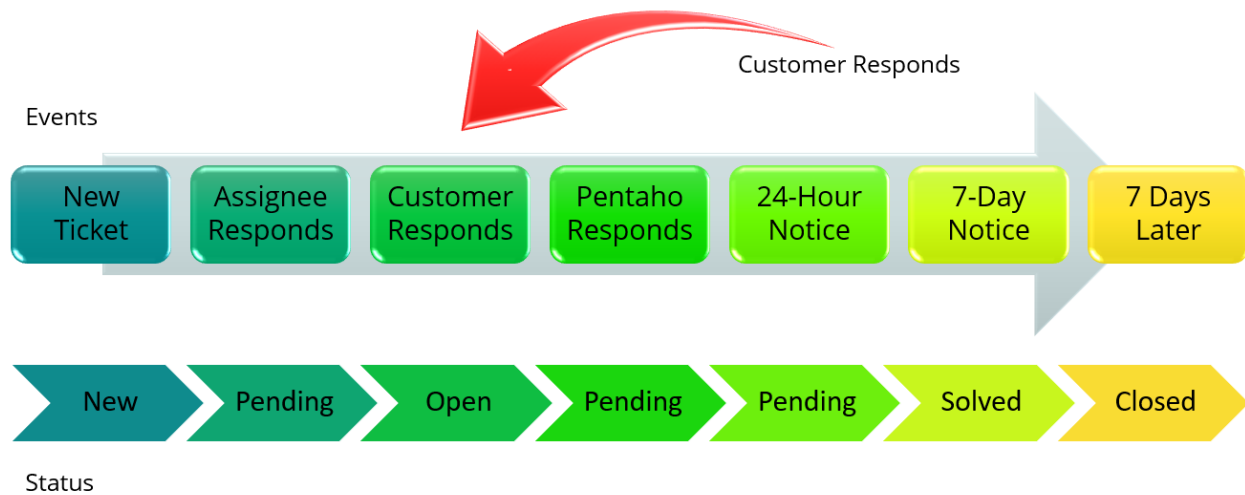 Customer Responds
Events
New
Ticket
Assignee
Responds
Customer
Responds
Pentaho
Responds
24-Hour
Notice
7-Day
Notice
7 Days
Later
New
Pending
Open
Pending
Pending
Solved
Closed
Status